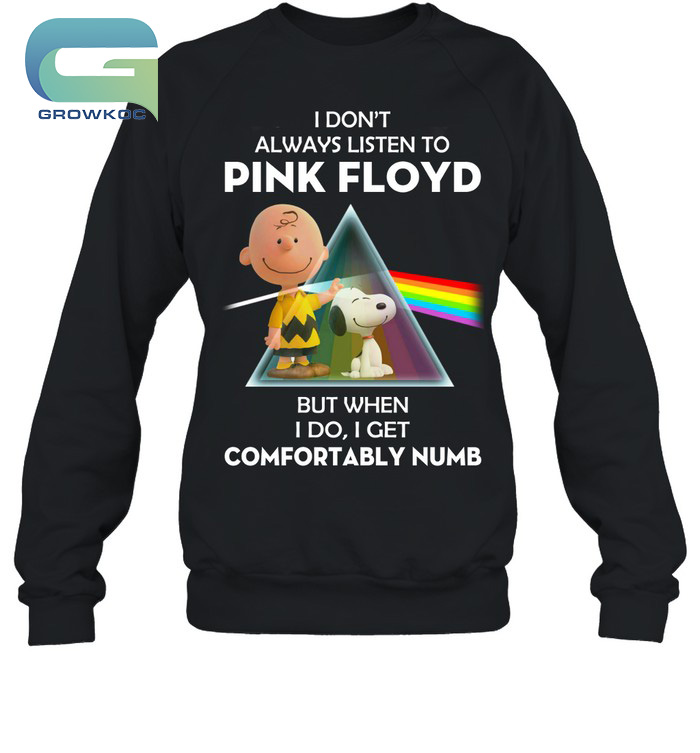 GROWKOC
I DON'T
ALWAYS LISTEN TO
PINK FLOYD
BUT WHEN
I DO, I GET
COMFORTABLY NUMB